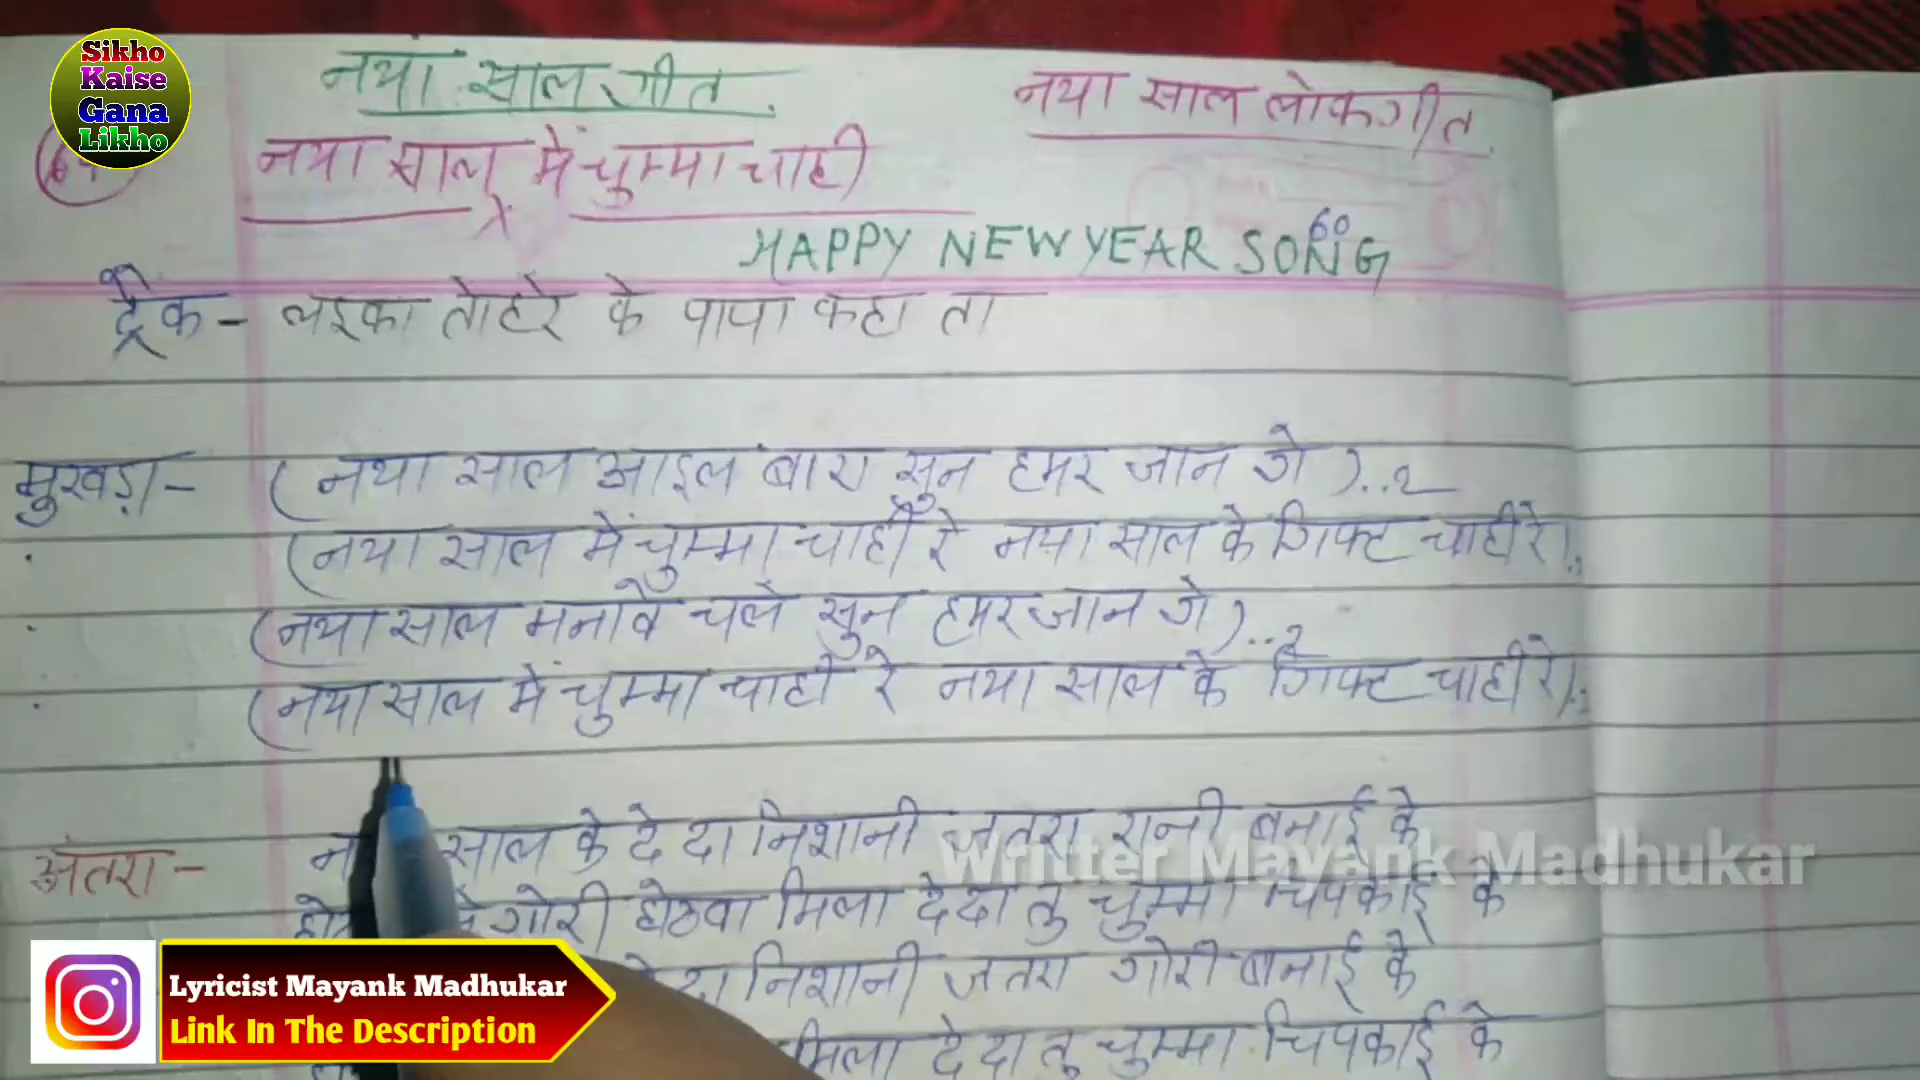 Sikho
Kaise
Gana
Likho
नया साल गीत.
नया साल लोकगीत.
नया साल में चुम्मा चाही
HAPPY NEW YEAR SONG
60
ट्रैक - लइका तोहरे के पापा कहा ता
मुखड़ा - (नया साल आइल बारा सुन हमर जान गे)..2
(नया साल में चुम्मा चाही रे नया साल के गिफ्ट चाही रे)..
(नया साल मनावे चले सुन हमर जान गे)..2
(नया साल में चुम्मा चाही रे नया साल के गिफ्ट चाही रे)..2
अंतरा - साल के दे दा निशानी जतरा रानी बनाई के
Writter Mayank Madhukar
गोरी होठवा मिला दे दा तु चुम्मा चिपकाई के
दा निशानी जतरा गोरी बनाई के
मिला दे दा तु चुम्मा चिपकाई के
Lyricist Mayank Madhukar
Link In The Description